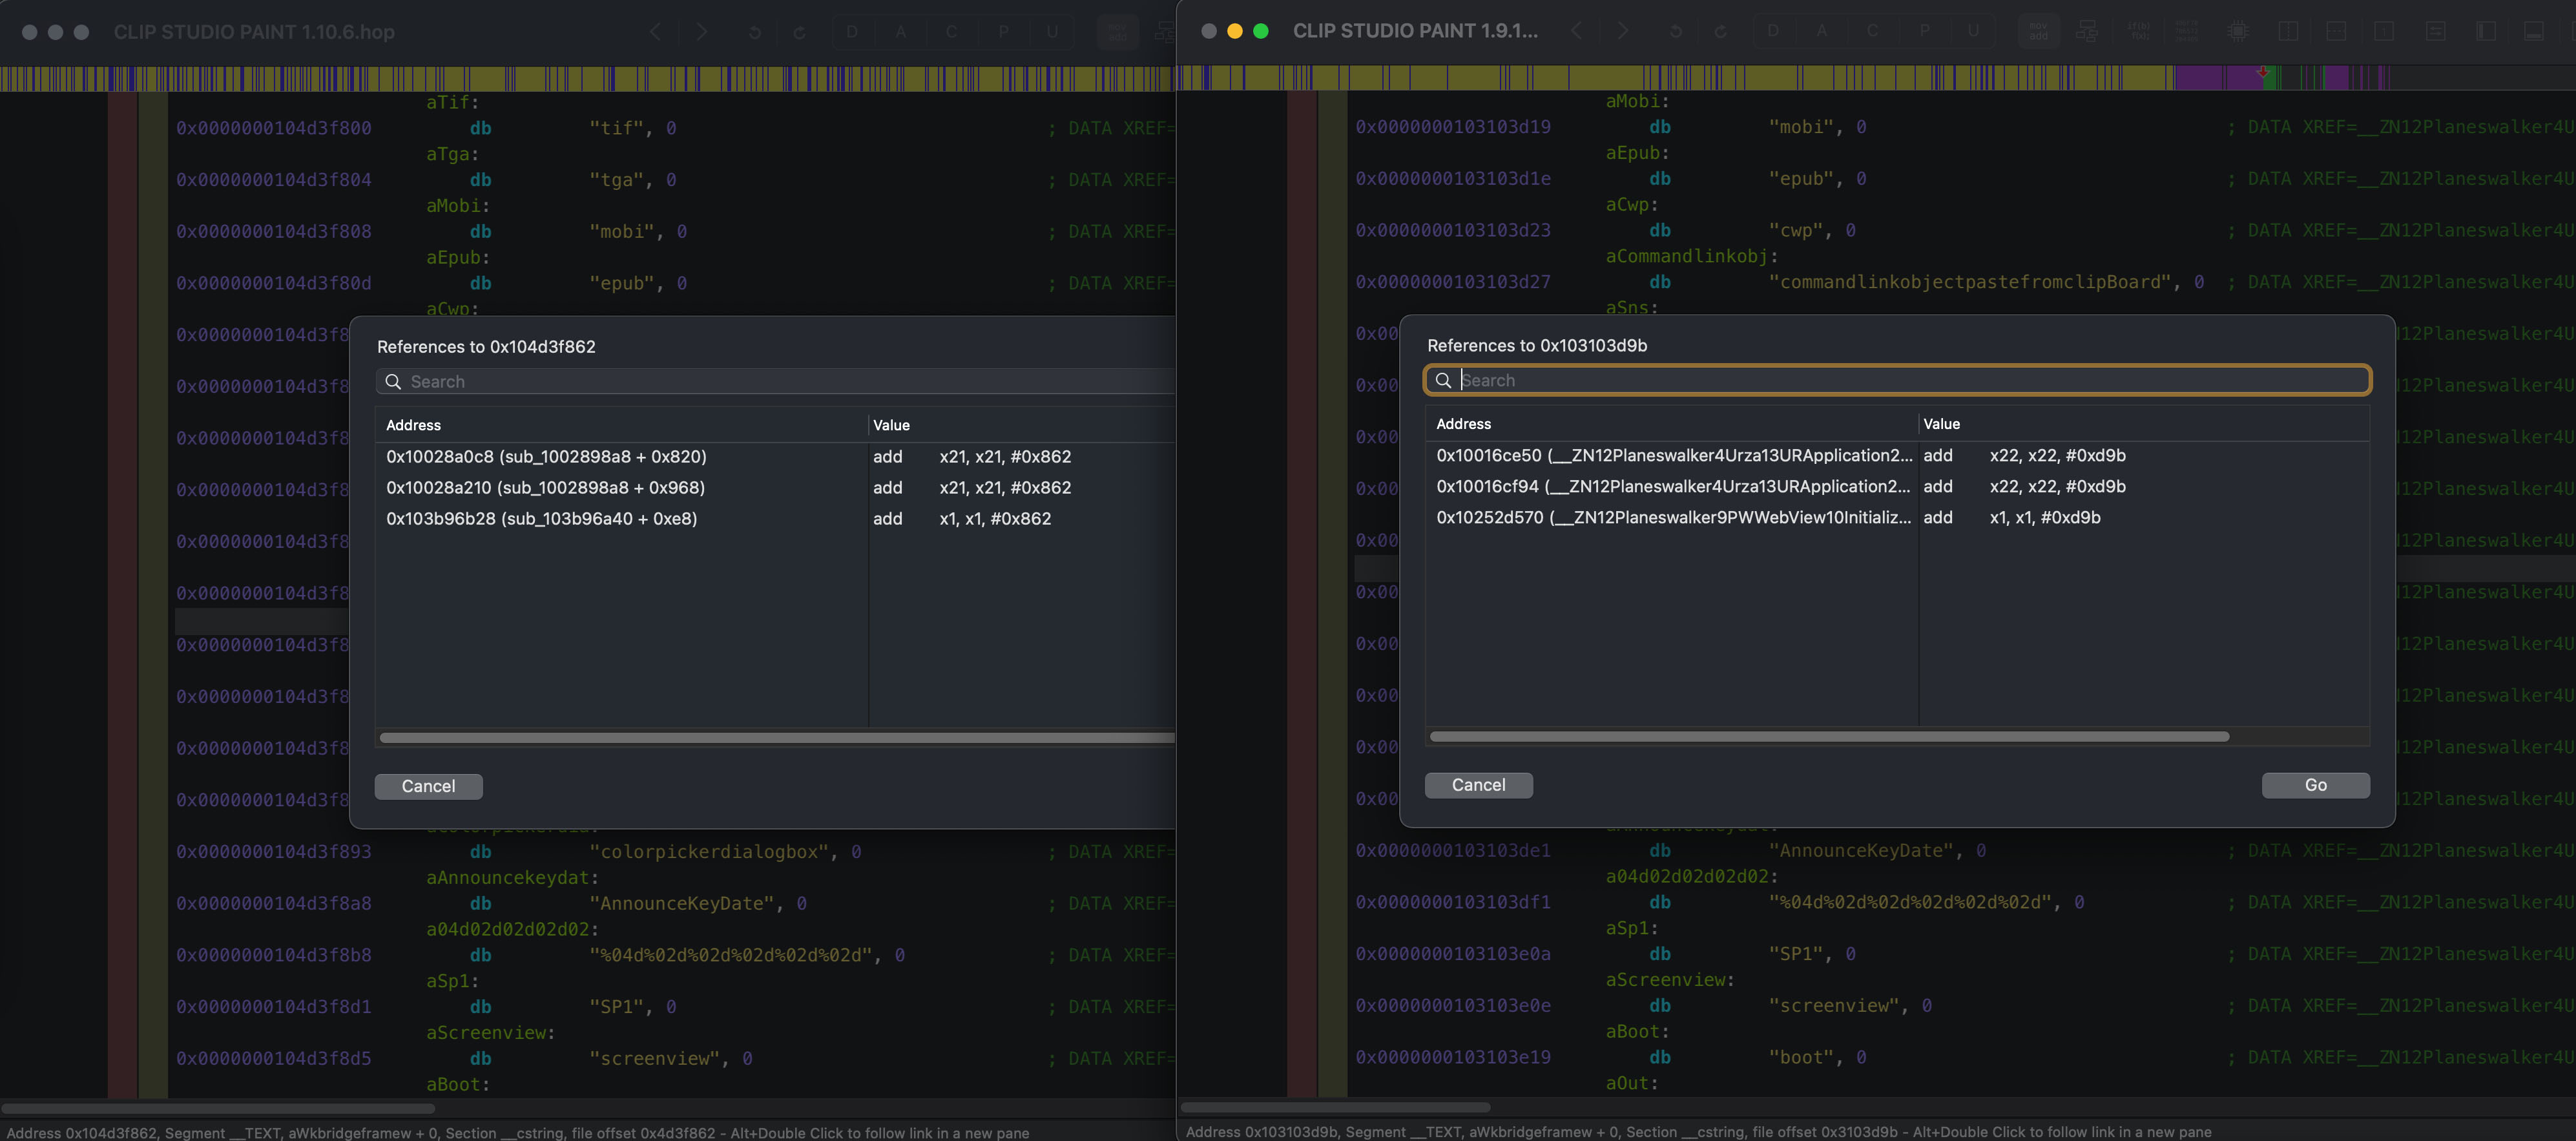 CLIP STUDIO PAINT 1.10.6.hop
D A C P U
aTif:
0x0000000104d3f800 db "tif", 0 ; DATA XREF=
aTga:
0x0000000104d3f804 db "tga", 0 ; DATA XREF=
aMobi:
0x0000000104d3f808 db "mobi", 0 ; DATA XREF=
aEpub:
0x0000000104d3f80d db "epub", 0 ; DATA XREF=
aCwp:
0x0000000104d3f8
0x0000000104d3f8
0x0000000104d3f8
0x0000000104d3f8
0x0000000104d3f8
0x0000000104d3f8
0x0000000104d3f8
0x0000000104d3f8
0x0000000104d3f8
0x0000000104d3f8
References to 0x104d3f862
Search
Address Value
0x10028a0c8 (sub_1002898a8 + 0x820) add x21, x21, #0x862
0x10028a210 (sub_1002898a8 + 0x968) add x21, x21, #0x862
0x103b96b28 (sub_103b96a40 + 0xe8) add x1, x1, #0x862
Cancel
0x0000000104d3f893 db "colorpickerdialogbox", 0 ; DATA XREF=
aAnnouncekeydat:
0x0000000104d3f8a8 db "AnnounceKeyDate", 0 ; DATA XREF=
a04d02d02d02d02:
0x0000000104d3f8b8 db "%04d%02d%02d%02d%02d%02d", 0 ; DATA XREF=
aSp1:
0x0000000104d3f8d1 db "SP1", 0 ; DATA XREF=
aScreenview:
0x0000000104d3f8d5 db "screenview", 0 ; DATA XREF=
aBoot:
Address 0x104d3f862, Segment __TEXT, aWkbridgeframew + 0, Section __cstring, file offset 0x4d3f862 - Alt+Double Click to follow link in a new pane
CLIP STUDIO PAINT 1.9.1...
D A C P U
mov
add
aMobi:
0x0000000103103d19 db "mobi", 0 ; DATA XREF=__ZN12Planeswalker4U
aEpub:
0x0000000103103d1e db "epub", 0 ; DATA XREF=__ZN12Planeswalker4U
aCwp:
0x0000000103103d23 db "cwp", 0 ; DATA XREF=__ZN12Planeswalker4U
aCommandlinkobj:
0x0000000103103d27 db "commandlinkobjectpastefromclipBoard", 0 ; DATA XREF=__ZN12Planeswalker4U
aSns:
0x00 12Planeswalker4U
0x00 12Planeswalker4U
0x00 12Planeswalker4U
0x00 12Planeswalker4U
0x00 12Planeswalker4U
0x00 12Planeswalker4U
0x00 12Planeswalker4U
0x00 12Planeswalker4U
0x00 12Planeswalker4U
0x00 12Planeswalker4U
References to 0x103103d9b
Search
Address Value
0x10016ce50 (__ZN12Planeswalker4Urza13URApplication2... add x22, x22, #0xd9b
0x10016cf94 (__ZN12Planeswalker4Urza13URApplication2... add x22, x22, #0xd9b
0x10252d570 (__ZN12Planeswalker9PWWebView10Initializ... add x1, x1, #0xd9b
Cancel Go
0x0000000103103de1 db "AnnounceKeyDate", 0 ; DATA XREF=__ZN12Planeswalker4U
a04d02d02d02d02:
0x0000000103103df1 db "%04d%02d%02d%02d%02d%02d", 0 ; DATA XREF=__ZN12Planeswalker4U
aSp1:
0x0000000103103e0a db "SP1", 0 ; DATA XREF=__ZN12Planeswalker4U
aScreenview:
0x0000000103103e0e db "screenview", 0 ; DATA XREF=__ZN12Planeswalker4U
aBoot:
0x0000000103103e19 db "boot", 0 ; DATA XREF=__ZN12Planeswalker4U
aOut:
Address 0x103103d9b, Segment __TEXT, aWkbridgeframew + 0, Section __cstring, file offset 0x3103d9b - Alt+Double Click to follow link in a new pane